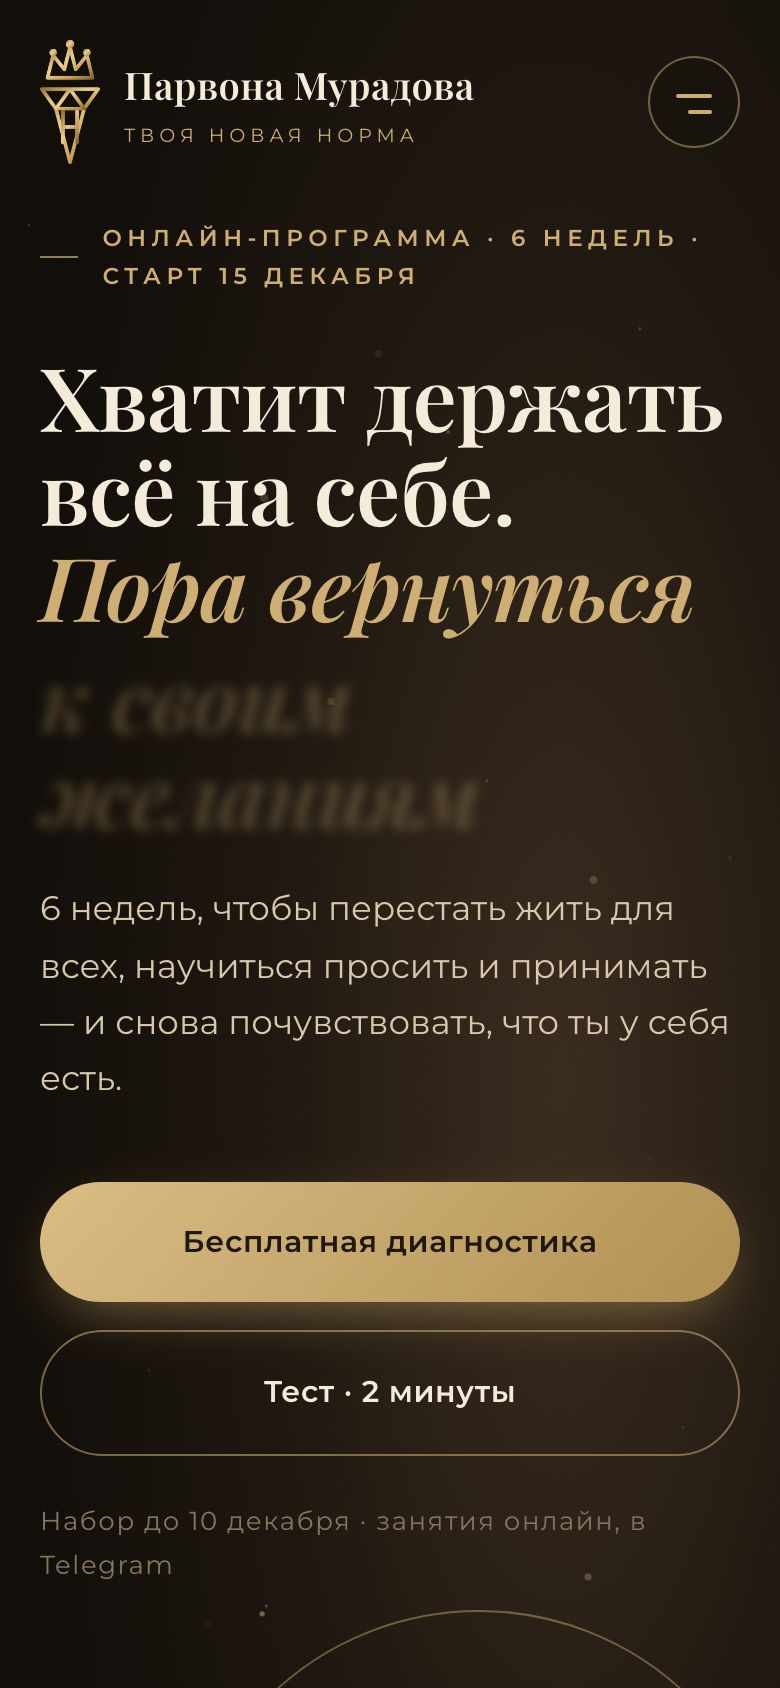 Парвона Мурадова
ТВОЯ НОВАЯ НОРМА
ОНЛАЙН-ПРОГРАММА · 6 НЕДЕЛЬ ·
СТАРТ 15 ДЕКАБРЯ
Хватит держать
всё на себе.
Пора вернуться
к своим
желаниям
6 недель, чтобы перестать жить для
всех, научиться просить и принимать
— и снова почувствовать, что ты у себя
есть.
Бесплатная диагностика
Тест · 2 минуты
Набор до 10 декабря · занятия онлайн, в
Telegram